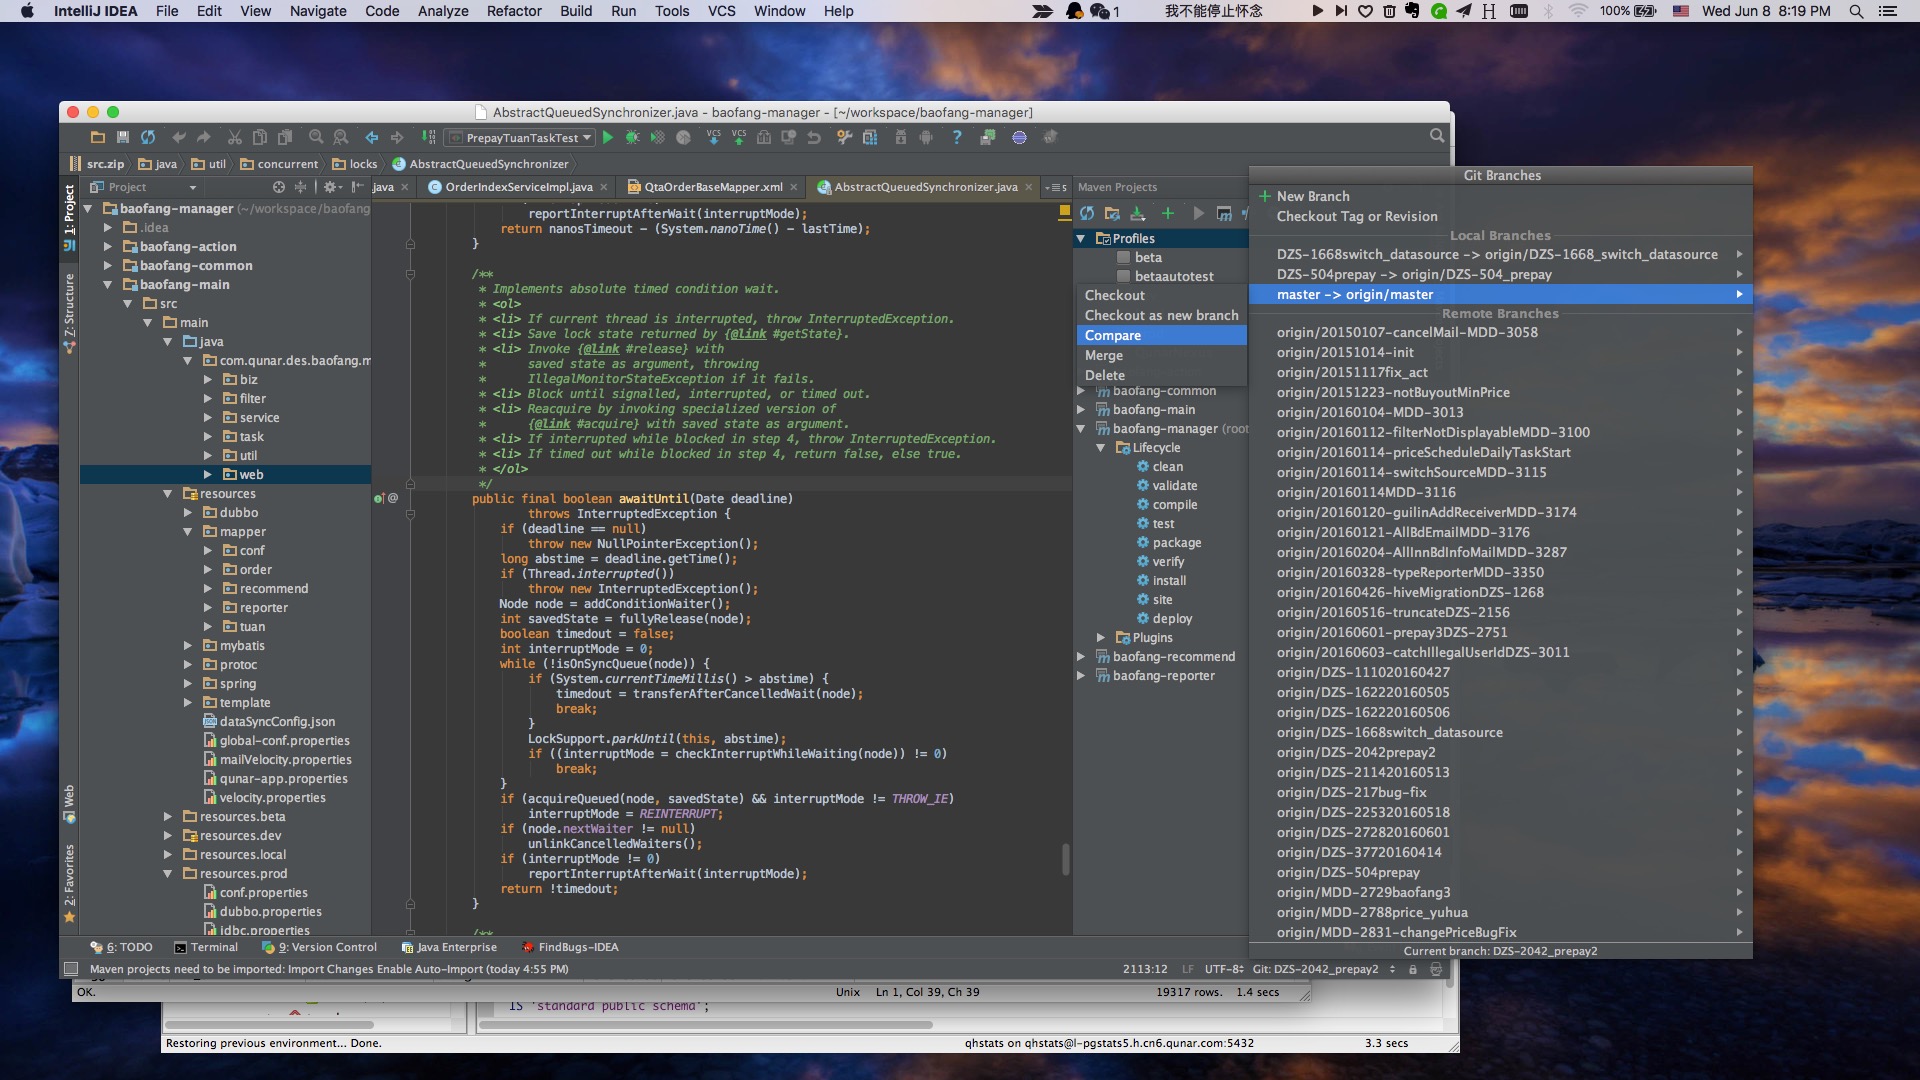 IntelliJ IDEA File Edit View Navigate Code Analyze Refactor Build Run Tools VCS Window Help
1 我不能停止怀念 100% Wed Jun 8 8:19 PM
AbstractQueuedSynchronizer.java - baofang-manager - [~/workspace/baofang-manager]
PrepayTuanTaskTest
src.zip java util concurrent locks AbstractQueuedSynchronizer
1: Project
Z: Structure
Web
2: Favorites
Project
baofang-manager (~/workspace/baofang
.idea
baofang-action
baofang-common
baofang-main
src
main
java
com.qunar.des.baofang.m
biz
filter
service
task
util
web
resources
dubbo
mapper
conf
order
recommend
reporter
tuan
mybatis
protoc
spring
template
dataSyncConfig.json
global-conf.properties
mailVelocity.properties
qunar-app.properties
velocity.properties
resources.beta
resources.dev
resources.local
resources.prod
conf.properties
dubbo.properties
jdbc.properties
java OrderIndexServiceImpl.java QtaOrderBaseMapper.xml AbstractQueuedSynchronizer.java
reportInterruptAfterWait(interruptMode);
return nanosTimeout - (System.nanoTime() - lastTime);
}
/**
* Implements absolute timed condition wait.
* <ol>
* <li> If current thread is interrupted, throw InterruptedException.
* <li> Save lock state returned by {@link #getState}.
* <li> Invoke {@link #release} with
* saved state as argument, throwing
* IllegalMonitorStateException if it fails.
* <li> Block until signalled, interrupted, or timed out.
* <li> Reacquire by invoking specialized version of
* {@link #acquire} with saved state as argument.
* <li> If interrupted while blocked in step 4, throw InterruptedException.
* <li> If timed out while blocked in step 4, return false, else true.
* </ol>
*/
public final boolean awaitUntil(Date deadline)
throws InterruptedException {
if (deadline == null)
throw new NullPointerException();
long abstime = deadline.getTime();
if (Thread.interrupted())
throw new InterruptedException();
Node node = addConditionWaiter();
int savedState = fullyRelease(node);
boolean timedout = false;
int interruptMode = 0;
while (!isOnSyncQueue(node)) {
if (System.currentTimeMillis() > abstime) {
timedout = transferAfterCancelledWait(node);
break;
}
LockSupport.parkUntil(this, abstime);
if ((interruptMode = checkInterruptWhileWaiting(node)) != 0)
break;
}
if (acquireQueued(node, savedState) && interruptMode != THROW_IE)
interruptMode = REINTERRUPT;
if (node.nextWaiter != null)
unlinkCancelledWaiters();
if (interruptMode != 0)
reportInterruptAfterWait(interruptMode);
return !timedout;
}
/**
Maven Projects
Profiles
beta
betaautotest
Checkout
Checkout as new branch
Compare
Merge
Delete
baofang-common
baofang-main
baofang-manager (root
Lifecycle
clean
validate
compile
test
package
verify
install
site
deploy
Plugins
baofang-recommend
baofang-reporter
Git Branches
New Branch
Checkout Tag or Revision
Local Branches
DZS-1668switch_datasource -> origin/DZS-1668_switch_datasource
DZS-504prepay -> origin/DZS-504_prepay
master -> origin/master
Remote Branches
origin/20150107-cancelMail-MDD-3058
origin/20151014-init
origin/20151117fix_act
origin/20151223-notBuyoutMinPrice
origin/20160104-MDD-3013
origin/20160112-filterNotDisplayableMDD-3100
origin/20160114-priceScheduleDailyTaskStart
origin/20160114-switchSourceMDD-3115
origin/20160114MDD-3116
origin/20160120-guilinAddReceiverMDD-3174
origin/20160121-AllBdEmailMDD-3176
origin/20160204-AllInnBdInfoMailMDD-3287
origin/20160328-typeReporterMDD-3350
origin/20160426-hiveMigrationDZS-1268
origin/20160516-truncateDZS-2156
origin/20160601-prepay3DZS-2751
origin/20160603-catchIllegalUserIdDZS-3011
origin/DZS-111020160427
origin/DZS-162220160505
origin/DZS-162220160506
origin/DZS-1668switch_datasource
origin/DZS-2042prepay2
origin/DZS-211420160513
origin/DZS-217bug-fix
origin/DZS-225320160518
origin/DZS-272820160601
origin/DZS-37720160414
origin/DZS-504prepay
origin/MDD-2729baofang3
origin/MDD-2788price_yuhua
origin/MDD-2831-changePriceBugFix
Current branch: DZS-2042_prepay2
6: TODO Terminal 9: Version Control Java Enterprise FindBugs-IDEA
Maven projects need to be imported: Import Changes Enable Auto-Import (today 4:55 PM) 2113:12 LF UTF-8 Git: DZS-2042_prepay2
OK. Unix Ln 1, Col 39, Ch 39 19317 rows. 1.4 secs
IS 'standard public schema';
Restoring previous environment... Done. qhstats on qhstats@l-pgstats5.h.cn6.qunar.com:5432 3.3 secs